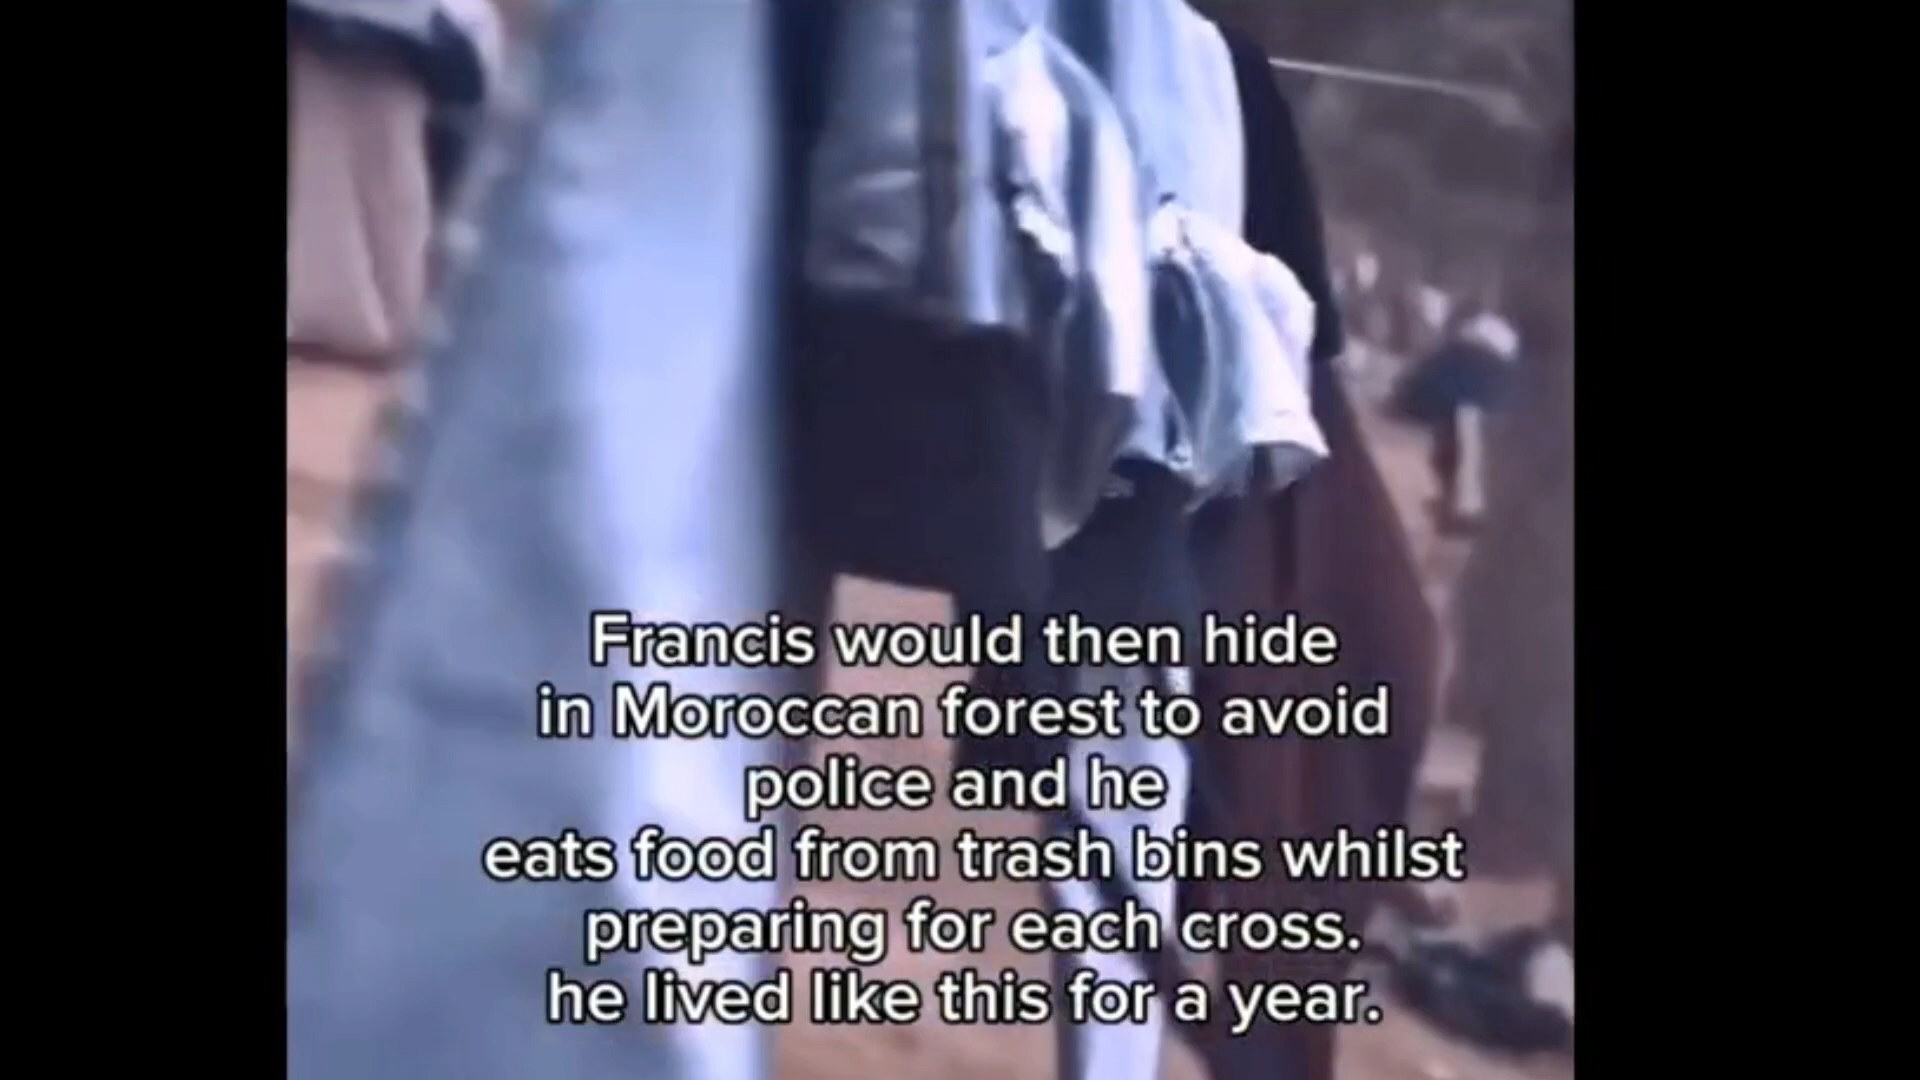 Francis would then hide
in Moroccan forest to avoid
police and he
eats food from trash bins whilst
preparing for each cross.
he lived like this for a year.